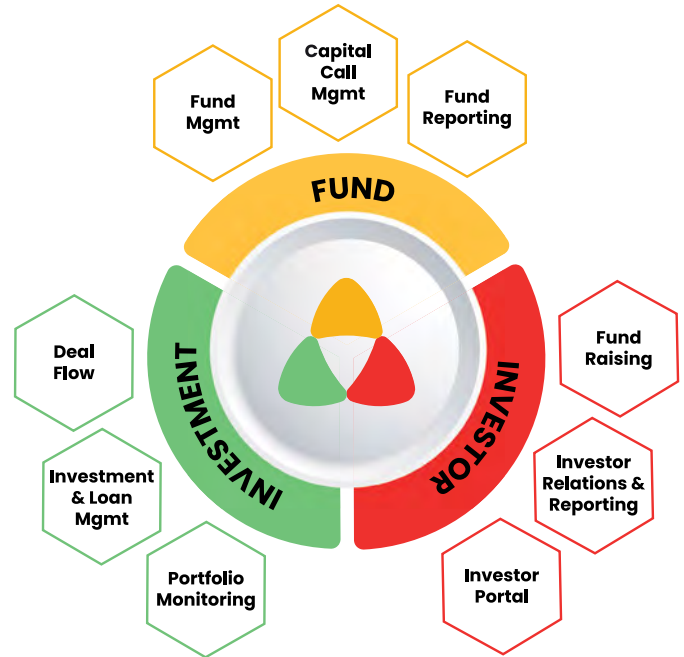 Capital
Call
Mgmt
Fund
Mgmt
Fund
Reporting
FUND
INVESTMENT
INVESTOR
Deal
Flow
Investment
& Loan
Mgmt
Portfolio
Monitoring
Fund
Raising
Investor
Relations &
Reporting
Investor
Portal